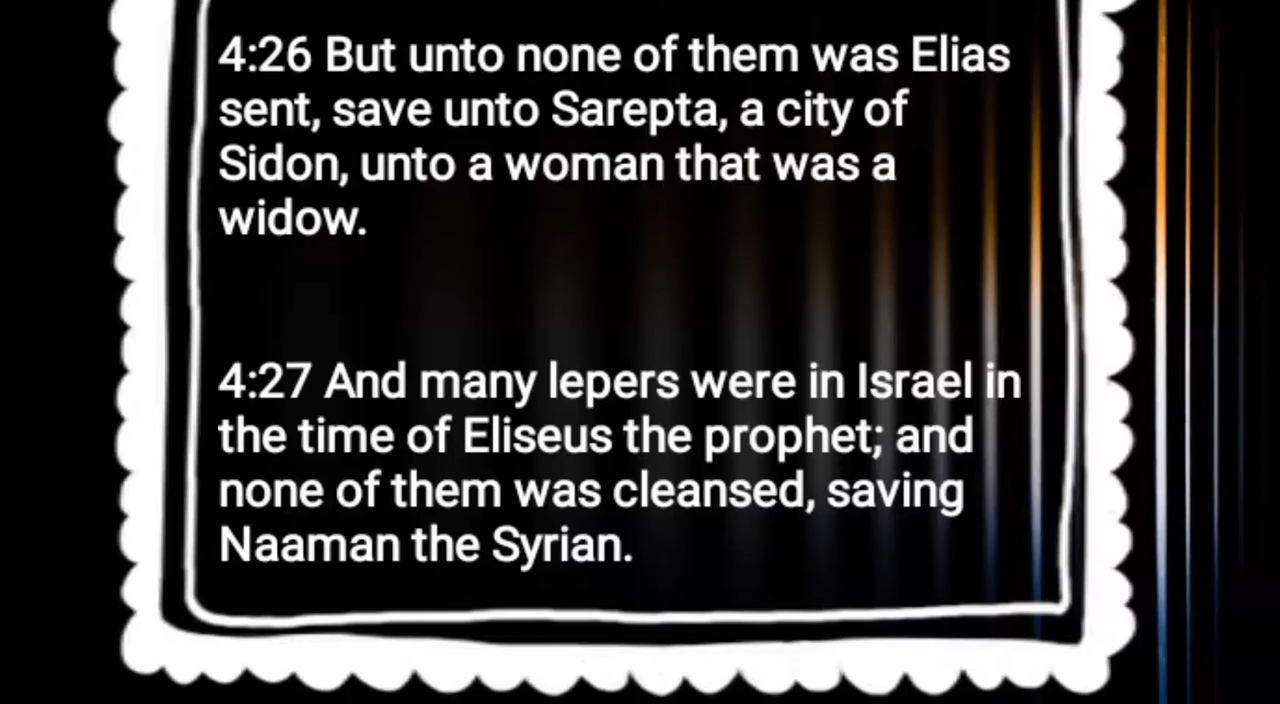 4:26 But unto none of them was Elias
sent, save unto Sarepta, a city of
Sidon, unto a woman that was a
widow.
4:27 And many lepers were in Israel in
the time of Eliseus the prophet; and
none of them was cleansed, saving
Naaman the Syrian.